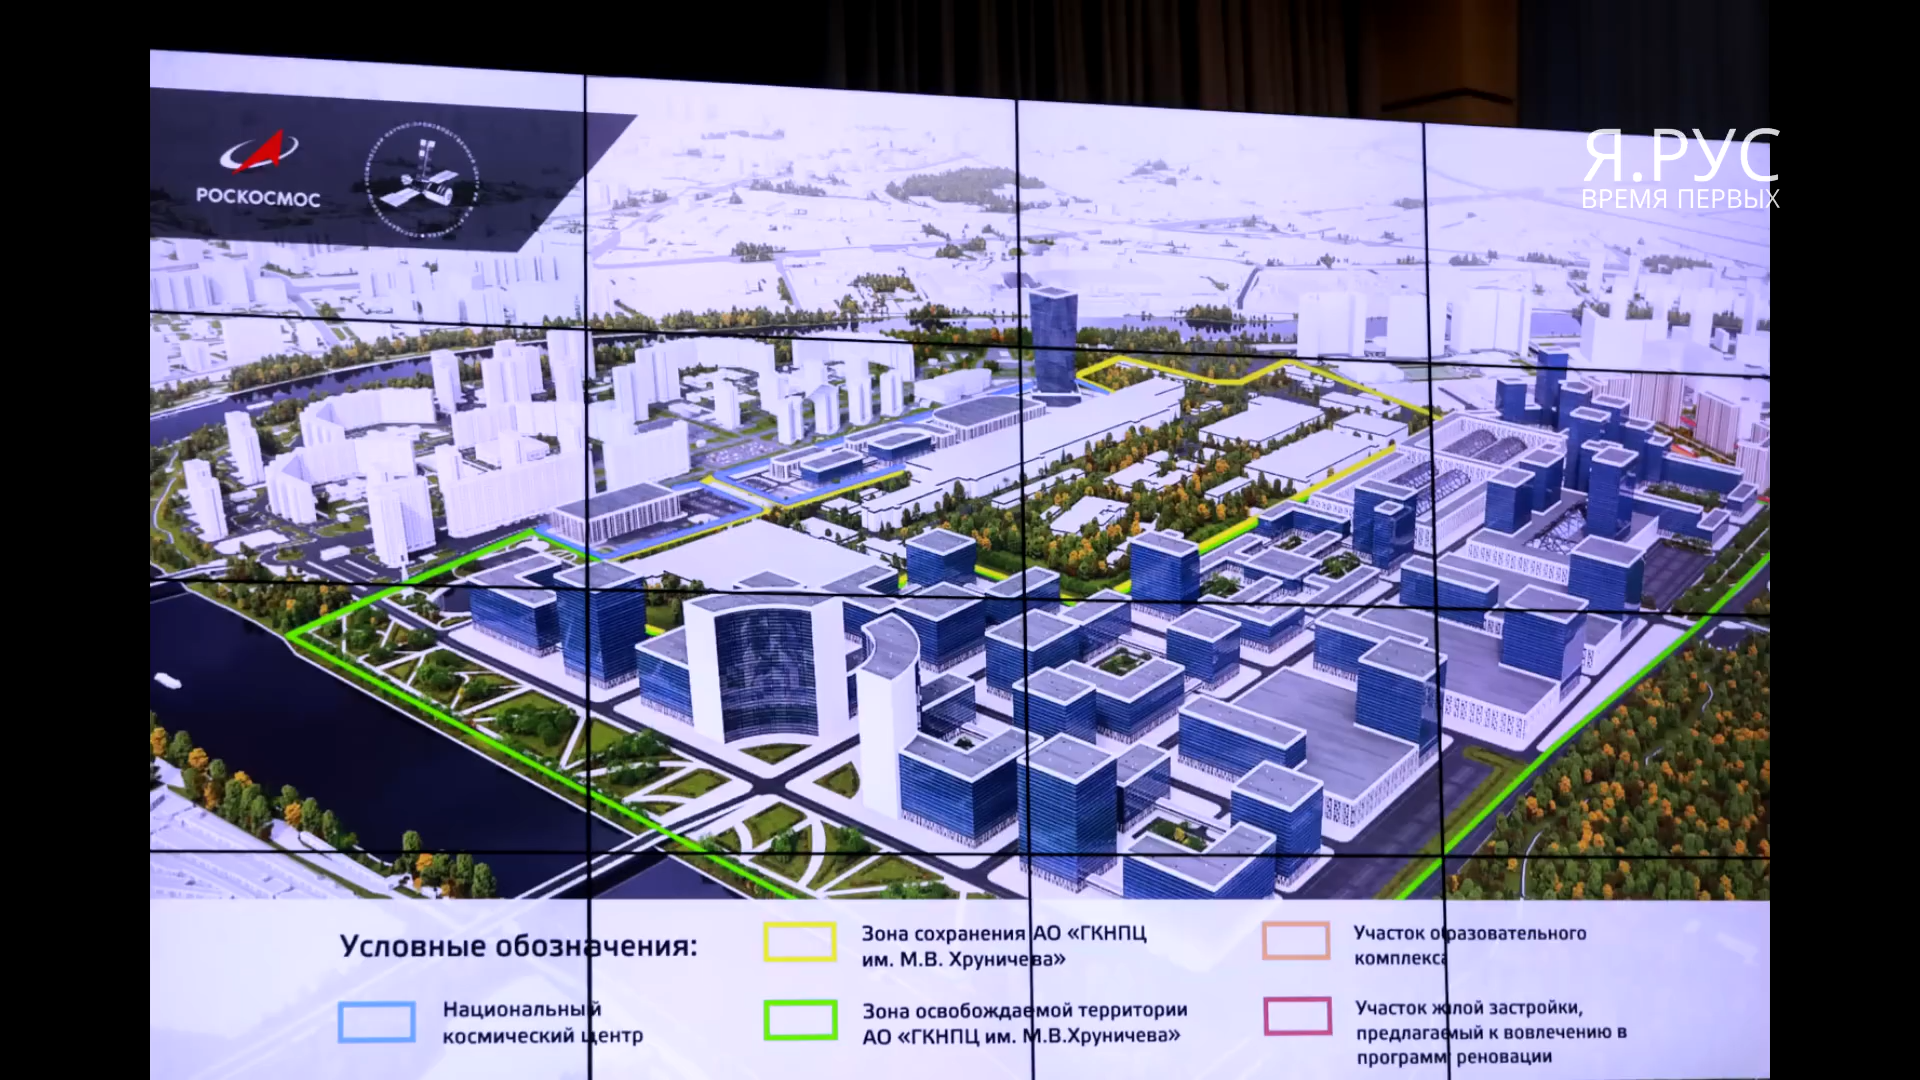 Я.РУС
ВРЕМЯ ПЕРВЫХ
РОСКОСМОС
Условные обозначения:
Национальный
космический центр
Зона сохранения АО «ГКНПЦ
им. М.В. Хруничева»
Зона освобождаемой территории
АО «ГКНПЦ им. М.В.Хруничева»
Участок образовательного
комплекса
Участок жилой застройки,
предлагаемый к вовлечению в
программу реновации